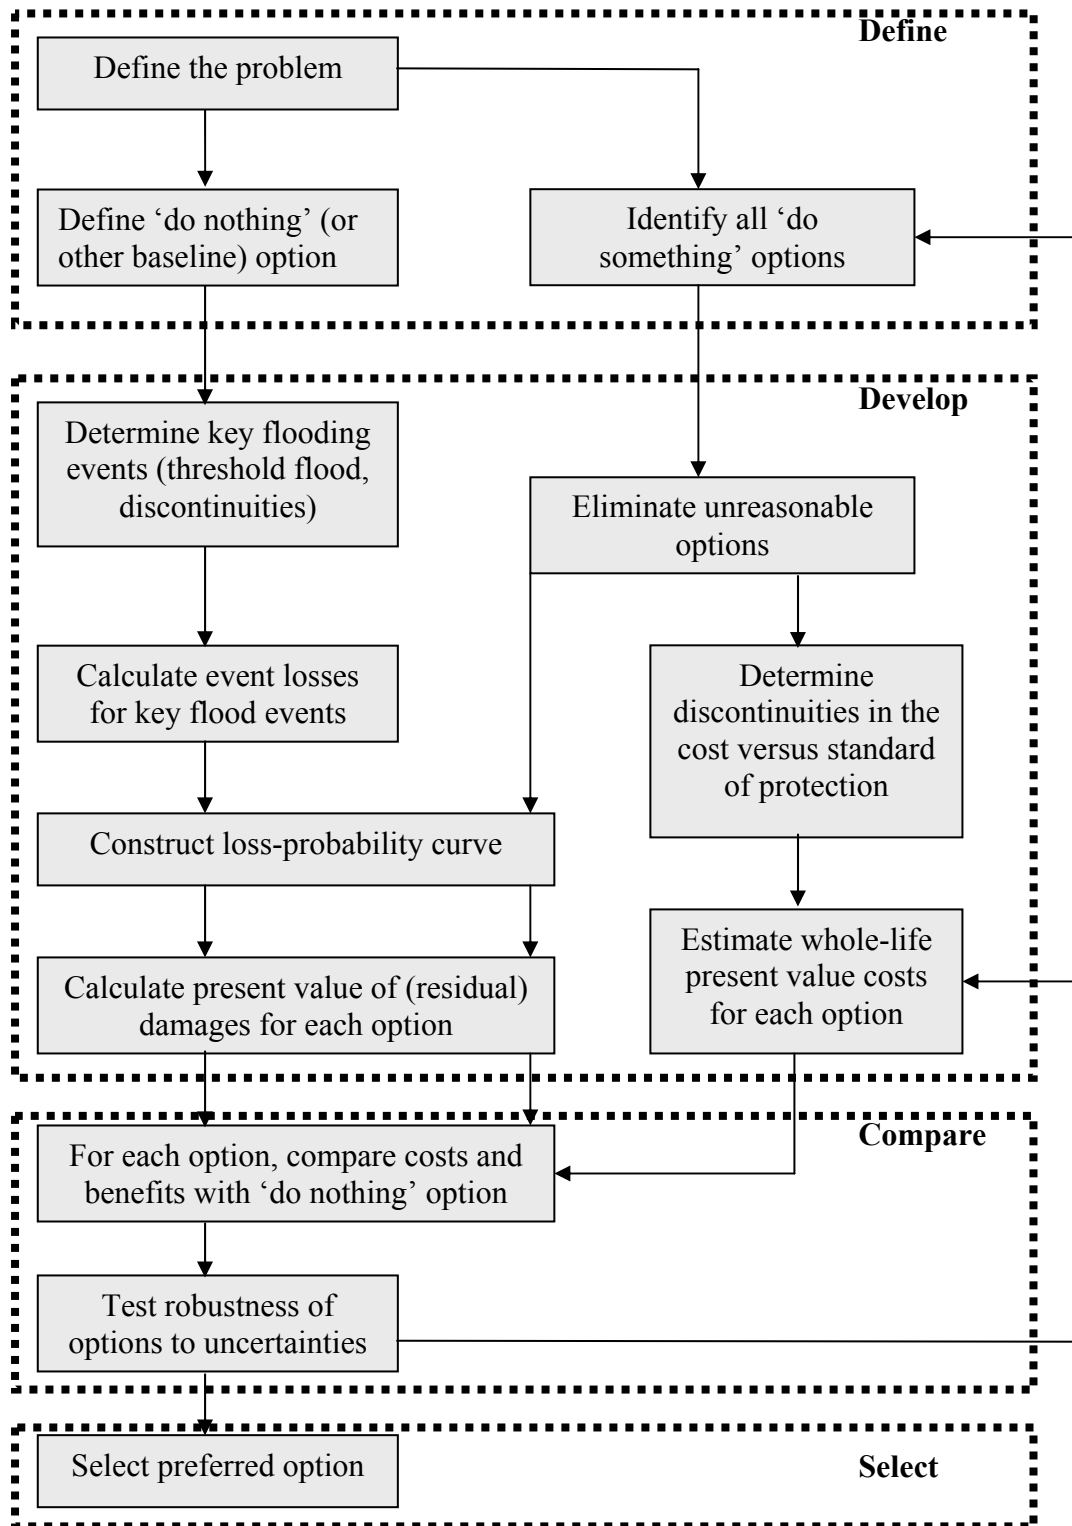 Define
Define the problem
Define ‘do nothing’ (or
other baseline) option
Identify all ‘do
something’ options
Develop
Determine key flooding
events (threshold flood,
discontinuities)
Eliminate unreasonable
options
Calculate event losses
for key flood events
Determine
discontinuities in the
cost versus standard
of protection
Construct loss-probability curve
Estimate whole-life
present value costs
for each option
Calculate present value of (residual)
damages for each option
Compare
For each option, compare costs and
benefits with ‘do nothing’ option
Test robustness of
options to uncertainties
Select preferred option
Select